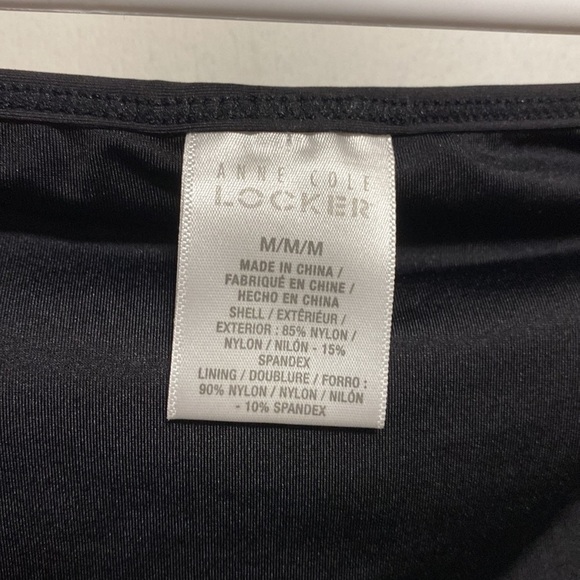 ANNE COLE
LOCKER
M/M/M
MADE IN CHINA /
FABRIQUÉ EN CHINE /
HECHO EN CHINA
SHELL / EXTÉRIEUR /
EXTERIOR : 85% NYLON /
NYLON / NILÓN - 15%
SPANDEX
LINING / DOUBLURE / FORRO :
90% NYLON / NYLON / NILÓN
- 10% SPANDEX